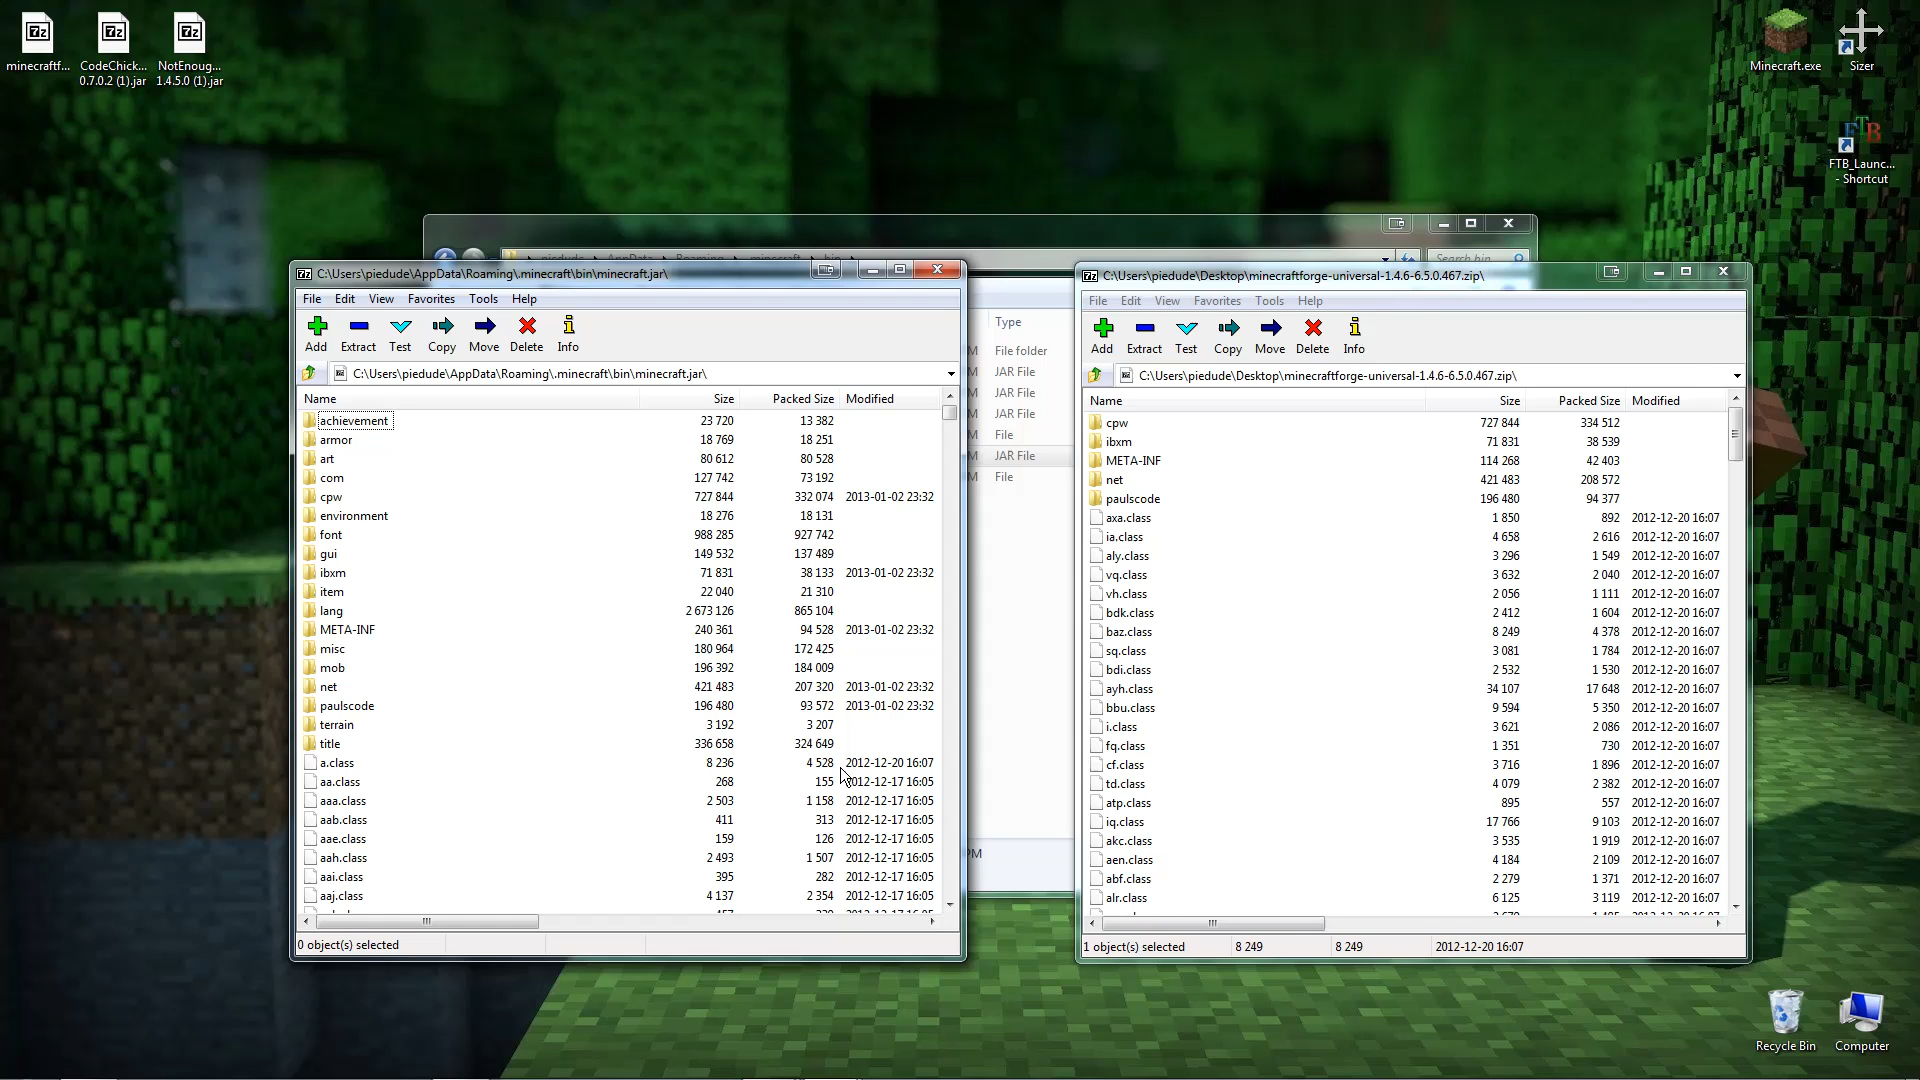 minecraftf...
CodeChick...
0.7.0.2 (1).jar
NotEnoug...
1.4.5.0 (1).jar
Minecraft.exe
Sizer
FTB_Launc...
- Shortcut
Recycle Bin
Computer
Search bin
Type
File folder
JAR File
JAR File
JAR File
File
JAR File
File
PM
C:\Users\piedude\AppData\Roaming\.minecraft\bin\minecraft.jar\
File Edit View Favorites Tools Help
Add Extract Test Copy Move Delete Info
C:\Users\piedude\AppData\Roaming\.minecraft\bin\minecraft.jar\
Name Size Packed Size Modified
achievement 23 720 13 382
armor 18 769 18 251
art 80 612 80 528
com 127 742 73 192
cpw 727 844 332 074 2013-01-02 23:32
environment 18 276 18 131
font 988 285 927 742
gui 149 532 137 489
ibxm 71 831 38 133 2013-01-02 23:32
item 22 040 21 310
lang 2 673 126 865 104
META-INF 240 361 94 528 2013-01-02 23:32
misc 180 964 172 425
mob 196 392 184 009
net 421 483 207 320 2013-01-02 23:32
paulscode 196 480 93 572 2013-01-02 23:32
terrain 3 192 3 207
title 336 658 324 649
a.class 8 236 4 528 2012-12-20 16:07
aa.class 268 155 2012-12-17 16:05
aaa.class 2 503 1 158 2012-12-17 16:05
aab.class 411 313 2012-12-17 16:05
aae.class 159 126 2012-12-17 16:05
aah.class 2 493 1 507 2012-12-17 16:05
aai.class 395 282 2012-12-17 16:05
aaj.class 4 137 2 354 2012-12-17 16:05
0 object(s) selected
C:\Users\piedude\Desktop\minecraftforge-universal-1.4.6-6.5.0.467.zip\
File Edit View Favorites Tools Help
Add Extract Test Copy Move Delete Info
C:\Users\piedude\Desktop\minecraftforge-universal-1.4.6-6.5.0.467.zip\
Name Size Packed Size Modified
cpw 727 844 334 512
ibxm 71 831 38 539
META-INF 114 268 42 403
net 421 483 208 572
paulscode 196 480 94 377
axa.class 1 850 892 2012-12-20 16:07
ia.class 4 658 2 616 2012-12-20 16:07
aly.class 3 296 1 549 2012-12-20 16:07
vq.class 3 632 2 040 2012-12-20 16:07
vh.class 2 056 1 111 2012-12-20 16:07
bdk.class 2 412 1 604 2012-12-20 16:07
baz.class 8 249 4 378 2012-12-20 16:07
sq.class 3 081 1 784 2012-12-20 16:07
bdi.class 2 532 1 530 2012-12-20 16:07
ayh.class 34 107 17 648 2012-12-20 16:07
bbu.class 9 594 5 350 2012-12-20 16:07
i.class 3 621 2 086 2012-12-20 16:07
fq.class 1 351 730 2012-12-20 16:07
cf.class 3 716 1 896 2012-12-20 16:07
td.class 4 079 2 382 2012-12-20 16:07
atp.class 895 557 2012-12-20 16:07
iq.class 17 766 9 103 2012-12-20 16:07
akc.class 3 535 1 919 2012-12-20 16:07
aen.class 4 184 2 109 2012-12-20 16:07
abf.class 2 279 1 371 2012-12-20 16:07
alr.class 6 125 3 119 2012-12-20 16:07
1 object(s) selected 8 249 8 249 2012-12-20 16:07